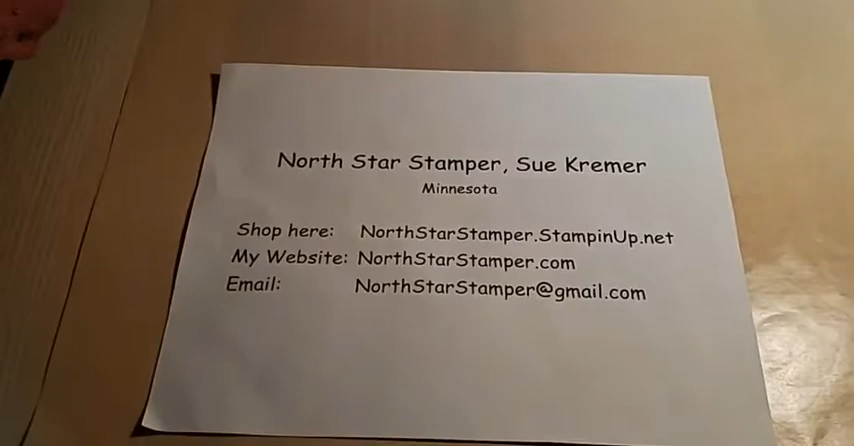 North Star Stamper, Sue Kremer
Minnesota
Shop here: NorthStarStamper.StampinUp.net
My Website: NorthStarStamper.com
Email: NorthStarStamper@gmail.com